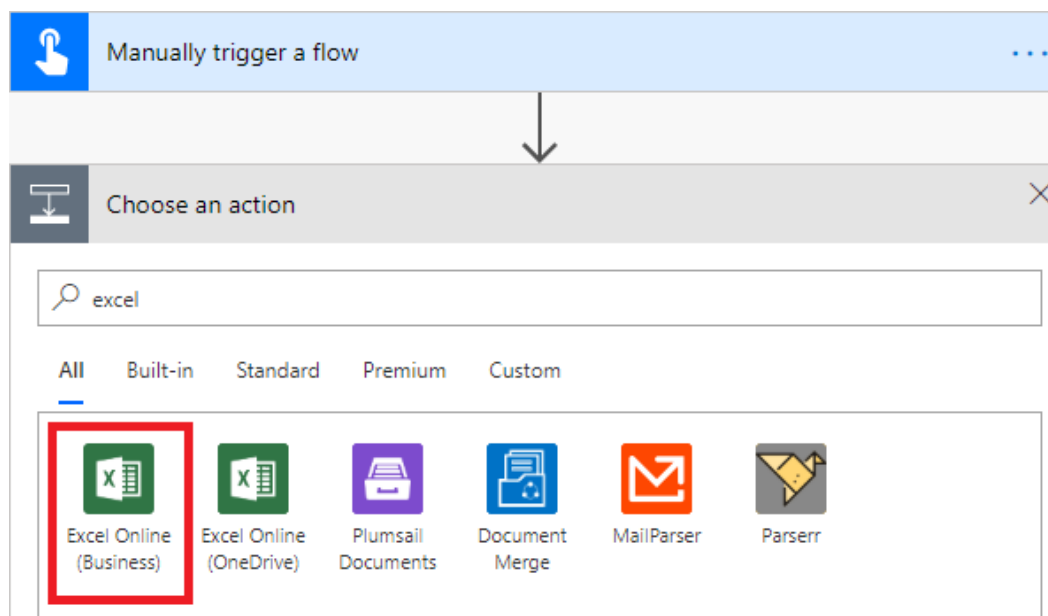 Manually trigger a flow
Choose an action
excel
All Built-in Standard Premium Custom
Excel Online Excel Online Plumsail Document MailParser Parserr
(Business) (OneDrive) Documents Merge